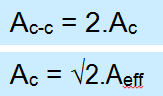 Ac-c = 2.Ac
Ac = √2.Aeff